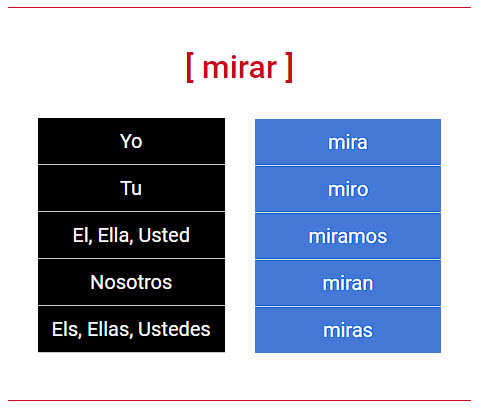 [ mirar ]
Yo
mira
Tu
miro
El, Ella, Usted
miramos
Nosotros
miran
Els, Ellas, Ustedes
miras